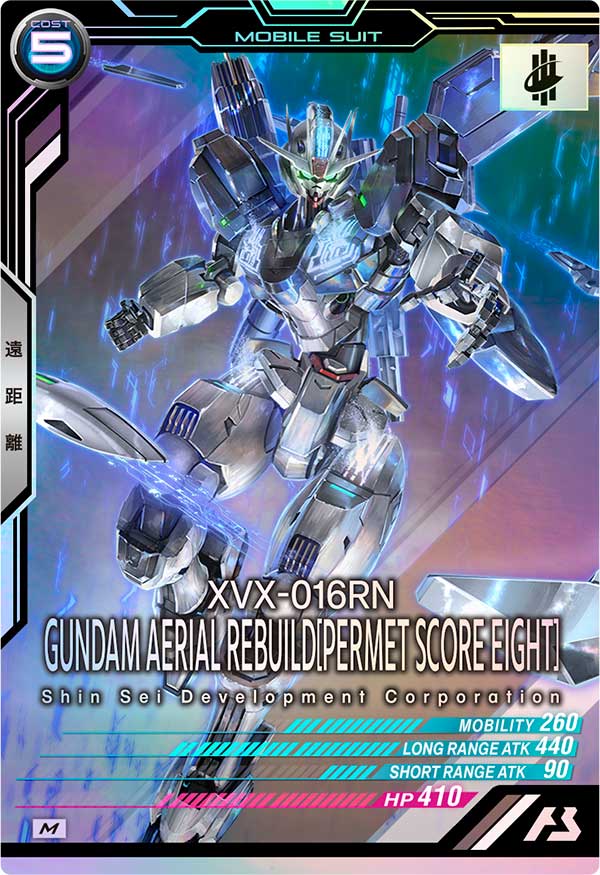 COST
5
MOBILE SUIT
遠距離
XVX-016RN
GUNDAM AERIAL REBUILD[PERMET SCORE EIGHT]
Shin Sei Development Corporation
MOBILITY 260
LONG RANGE ATK 440
SHORT RANGE ATK 90
HP 410
M